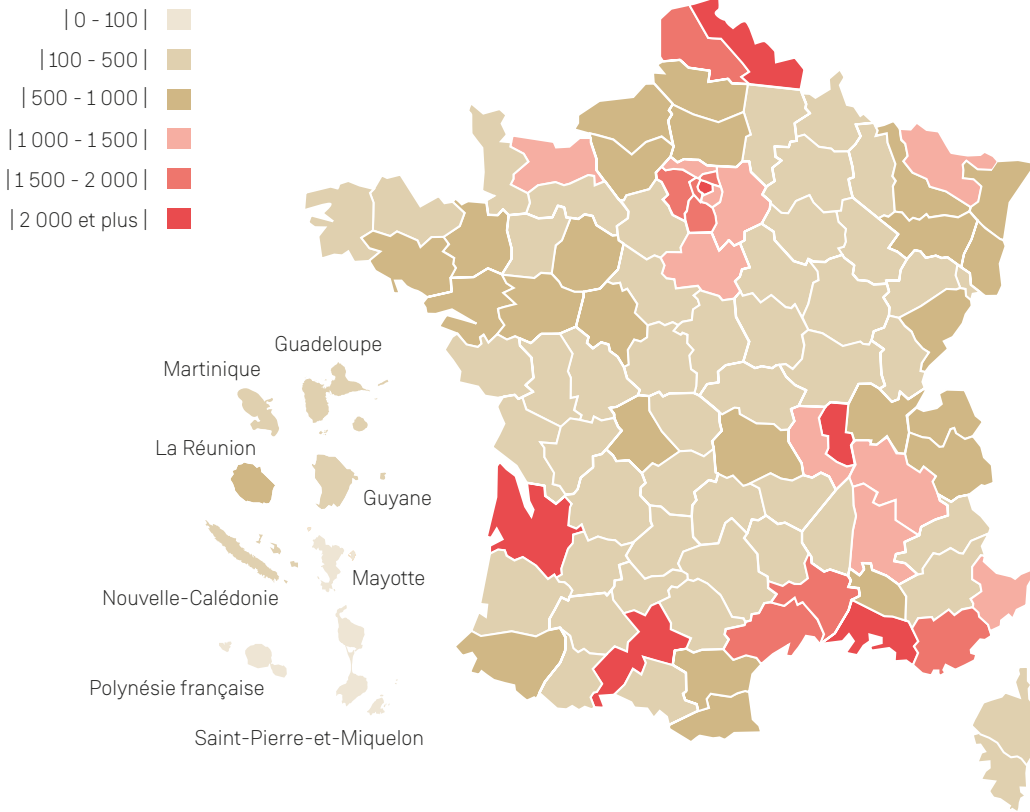 | 0 - 100 |
| 100 - 500 |
| 500 - 1 000 |
| 1 000 - 1 500 |
| 1 500 - 2 000 |
| 2 000 et plus |
Guadeloupe
Martinique
La Réunion
Guyane
Mayotte
Nouvelle-Calédonie
Polynésie française
Saint-Pierre-et-Miquelon